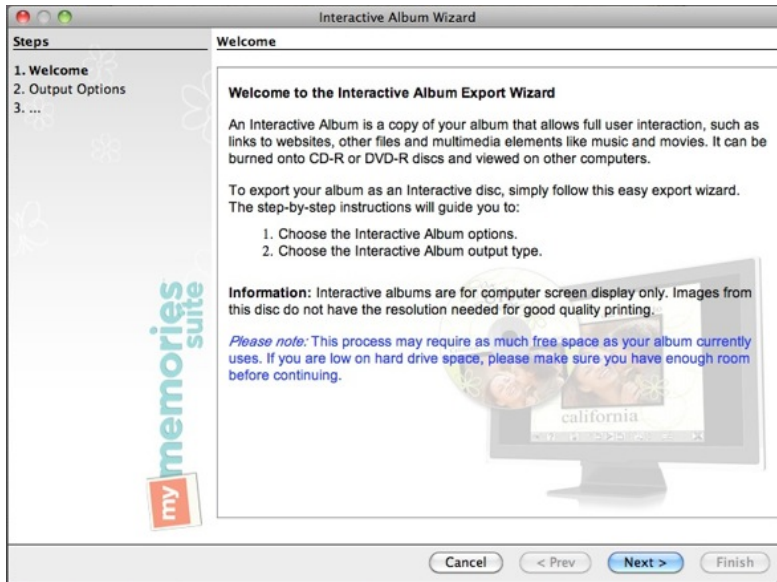 Interactive Album Wizard
Steps
1. Welcome
2. Output Options
3. ...
my memories suite
Welcome
Welcome to the Interactive Album Export Wizard
An Interactive Album is a copy of your album that allows full user interaction, such as
links to websites, other files and multimedia elements like music and movies. It can be
burned onto CD-R or DVD-R discs and viewed on other computers.
To export your album as an Interactive disc, simply follow this easy export wizard.
The step-by-step instructions will guide you to:
1. Choose the Interactive Album options.
2. Choose the Interactive Album output type.
Information: Interactive albums are for computer screen display only. Images from
this disc do not have the resolution needed for good quality printing.
Please note: This process may require as much free space as your album currently
uses. If you are low on hard drive space, please make sure you have enough room
before continuing.
california
Cancel
< Prev
Next >
Finish